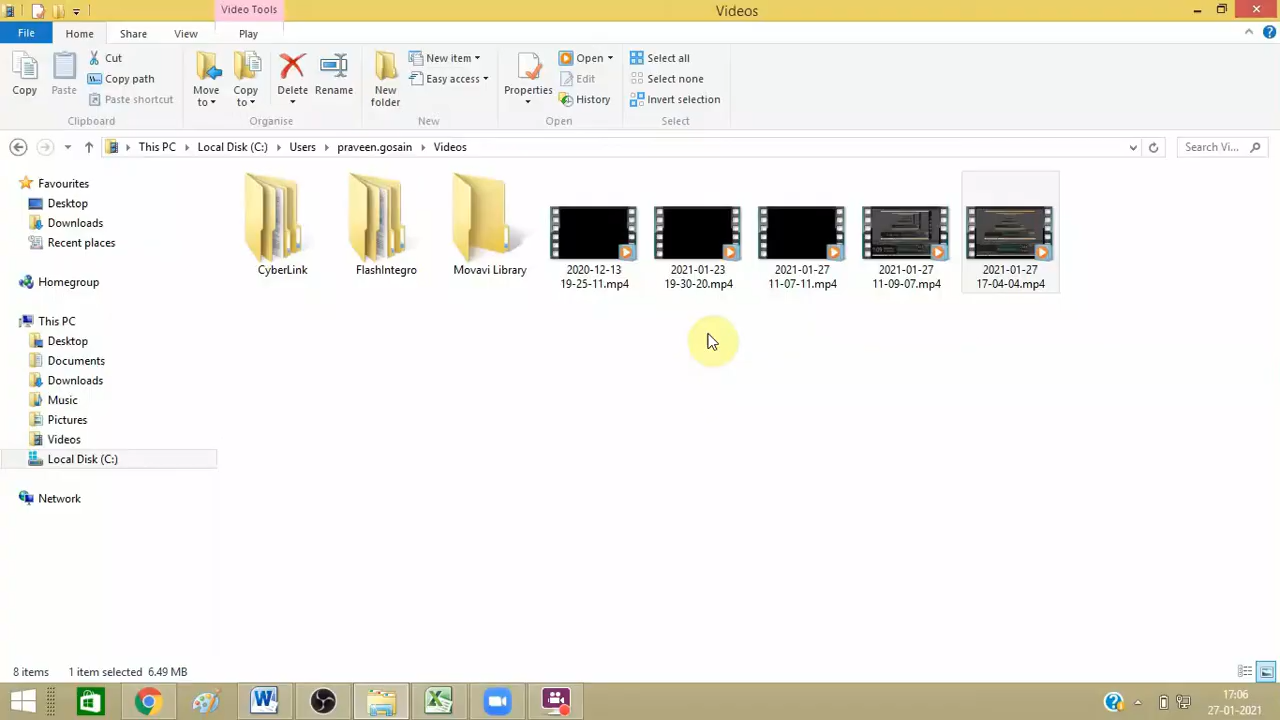 Video Tools
Videos
File
Home
Share
View
Play
Copy
Paste
Cut
Copy path
Paste shortcut
Clipboard
Move to
Copy to
Delete
Rename
Organise
New folder
New item
Easy access
New
Properties
Open
Edit
History
Open
Select all
Select none
Invert selection
Select
This PC
Local Disk (C:)
Users
praveen.gosain
Videos
Search Vi...
Favourites
Desktop
Downloads
Recent places
Homegroup
This PC
Desktop
Documents
Downloads
Music
Pictures
Videos
Local Disk (C:)
Network
CyberLink
FlashIntegro
Movavi Library
2020-12-13
19-25-11.mp4
2021-01-23
19-30-20.mp4
2021-01-27
11-07-11.mp4
2021-01-27
11-09-07.mp4
2021-01-27
17-04-04.mp4
8 items
1 item selected 6.49 MB
17:06
27-01-2021